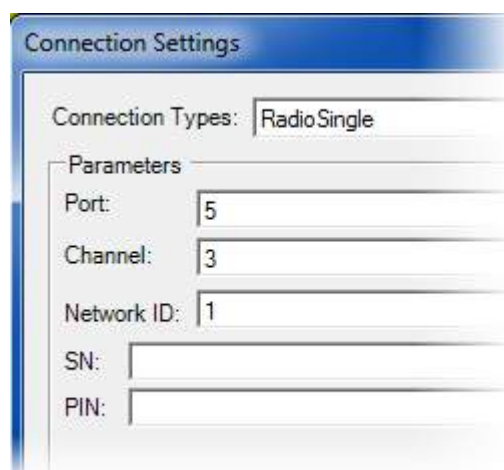 Connection Settings
Connection Types: RadioSingle
Parameters
Port: 5
Channel: 3
Network ID: 1
SN:
PIN: